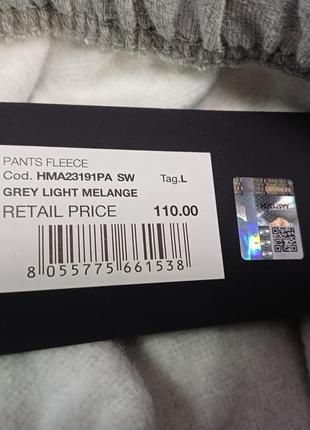 PANTS FLEECE
Cod. HMA23191PA SW Tag.L
GREY LIGHT MELANGE
RETAIL PRICE 110.00
8 055775 661538